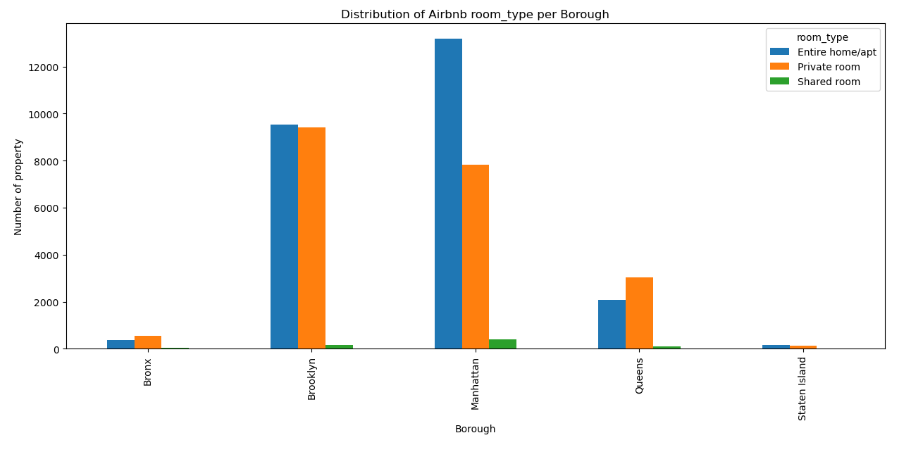 Distribution of Airbnb room_type per Borough
room_type
Entire home/apt
Private room
Shared room
Number of property
12000
10000
8000
6000
4000
2000
0
Bronx
Brooklyn
Manhattan
Queens
Staten Island
Borough